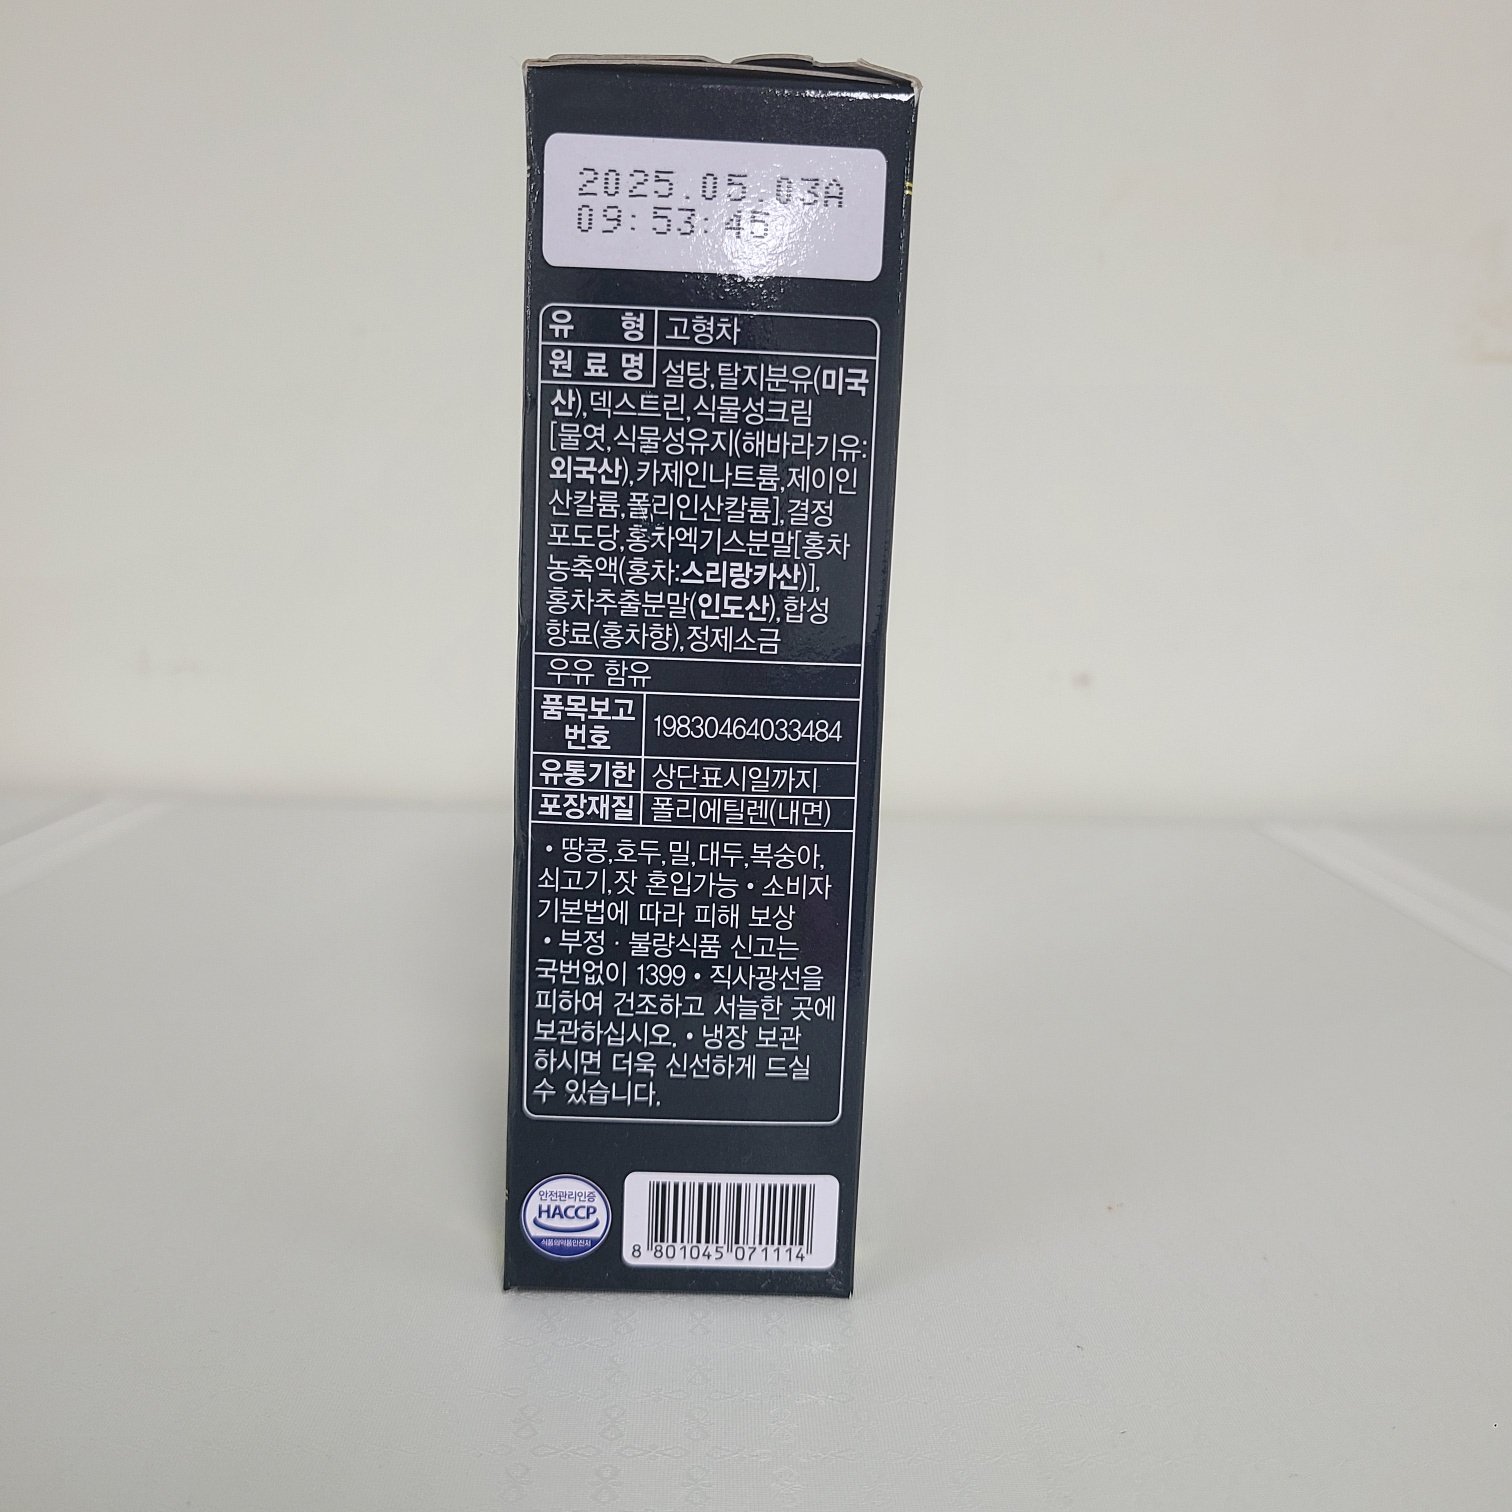 2025.05.03A
09:53:45
유 형 고형차
원료명 설탕,탈지분유(미국
산),덱스트린,식물성크림
[물엿,식물성유지(해바라기유:
외국산),카제인나트륨,제이인
산칼륨,폴리인산칼륨],결정
포도당,홍차엑기스분말[홍차
농축액(홍차:스리랑카산)],
홍차추출분말(인도산),합성
향료(홍차향),정제소금
우유 함유
품목보고
번호 19830464033484
유통기한 상단표시일까지
포장재질 폴리에틸렌(내면)
• 땅콩,호두,밀,대두,복숭아,
쇠고기,잣 혼입가능 • 소비자
기본법에 따라 피해 보상
• 부정 · 불량식품 신고는
국번없이 1399 • 직사광선을
피하여 건조하고 서늘한 곳에
보관하십시오. • 냉장 보관
하시면 더욱 신선하게 드실
수 있습니다.
안전관리인증
HACCP
식품의약품안전처
8 801045 071114